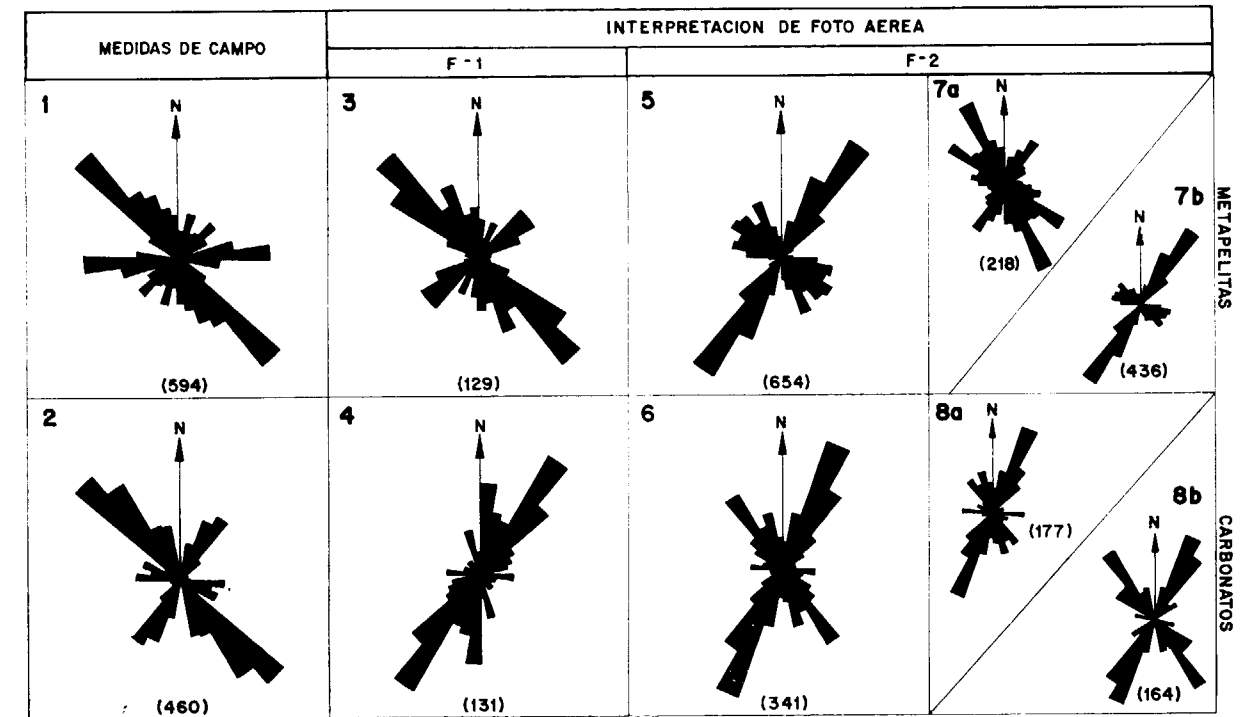 MEDIDAS DE CAMPO
INTERPRETACION DE FOTO AEREA
F-1
F-2
1
N
(594)
3
N
(129)
5
N
(654)
7a
N
(218)
7b
N
(436)
METAPELITAS
2
N
(460)
4
N
(131)
6
N
(341)
8a
N
(177)
8b
N
(164)
CARBONATOS